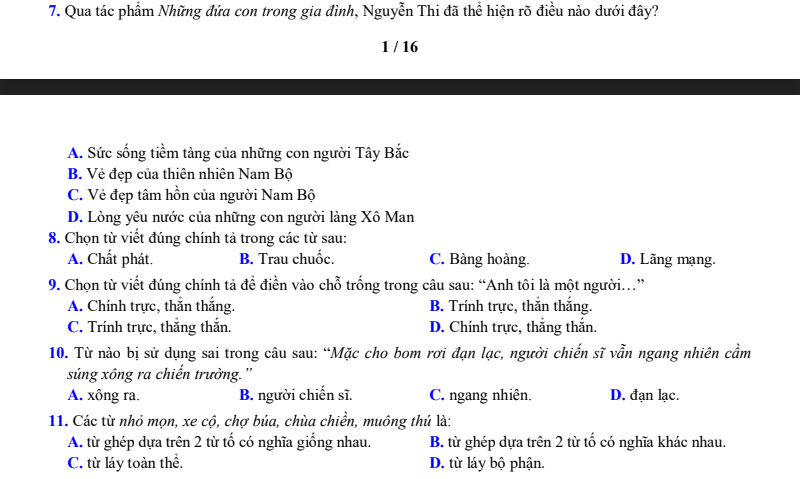 7. Qua tác phẩm Những đứa con trong gia đình, Nguyễn Thi đã thể hiện rõ điều nào dưới đây?
1 / 16
A. Sức sống tiềm tàng của những con người Tây Bắc
B. Vẻ đẹp của thiên nhiên Nam Bộ
C. Vẻ đẹp tâm hồn của người Nam Bộ
D. Lòng yêu nước của những con người làng Xô Man
8. Chọn từ viết đúng chính tả trong các từ sau:
A. Chất phát. B. Trau chuốc. C. Bàng hoàng. D. Lãng mạng.
9. Chọn từ viết đúng chính tả để điền vào chỗ trống trong câu sau: “Anh tôi là một người…”
A. Chính trực, thẳn thắng. B. Trính trực, thẳn thắng.
C. Trính trực, thẳng thắn. D. Chính trực, thẳng thắn.
10. Từ nào bị sử dụng sai trong câu sau: “Mặc cho bom rơi đạn lạc, người chiến sĩ vẫn ngang nhiên cầm
súng xông ra chiến trường.”
A. xông ra. B. người chiến sĩ. C. ngang nhiên. D. đạn lạc.
11. Các từ nhỏ mọn, xe cộ, chợ búa, chùa chiền, muông thú là:
A. từ ghép dựa trên 2 từ tố có nghĩa giống nhau. B. từ ghép dựa trên 2 từ tố có nghĩa khác nhau.
C. từ láy toàn thể. D. từ láy bộ phận.